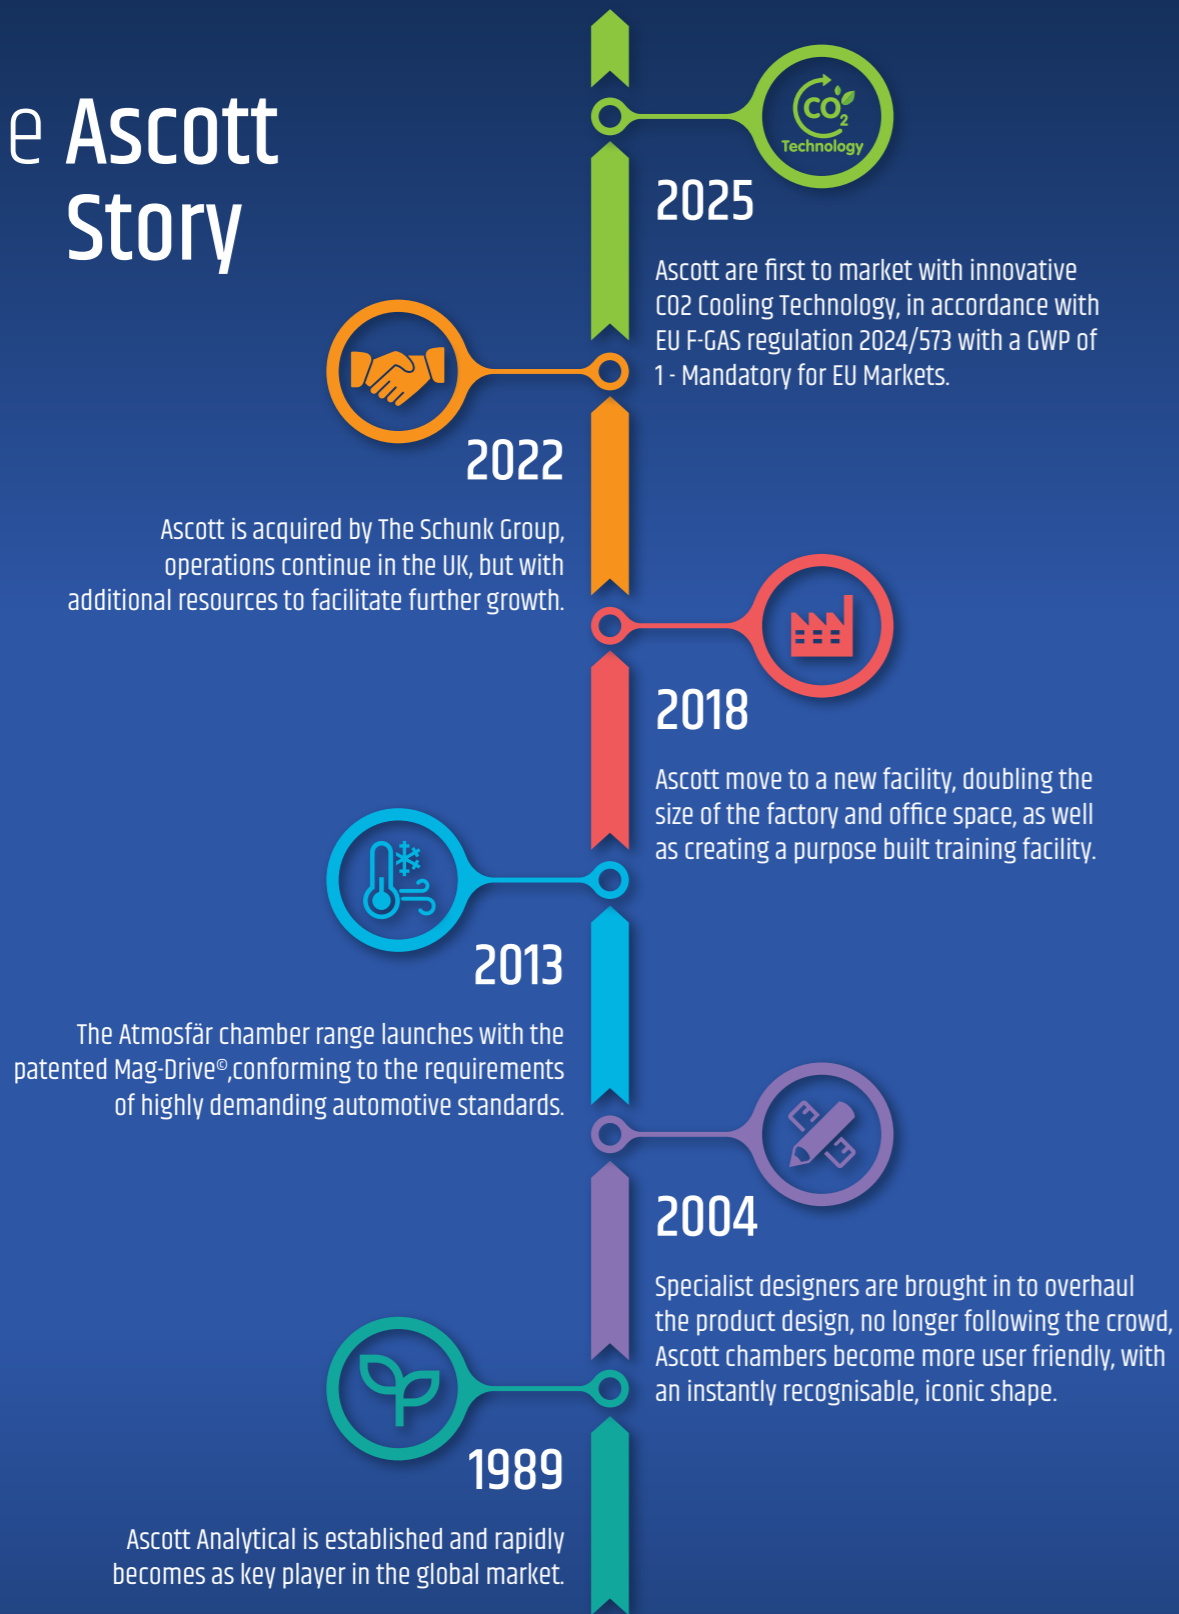 e Ascott
Story
CO2
Technology
2025
Ascott are first to market with innovative
CO2 Cooling Technology, in accordance with
EU F-GAS regulation 2024/573 with a GWP of
1 - Mandatory for EU Markets.
2022
Ascott is acquired by The Schunk Group,
operations continue in the UK, but with
additional resources to facilitate further growth.
2018
Ascott move to a new facility, doubling the
size of the factory and office space, as well
as creating a purpose built training facility.
2013
The Atmosfär chamber range launches with the
patented Mag-Drive©,conforming to the requirements
of highly demanding automotive standards.
2004
Specialist designers are brought in to overhaul
the product design, no longer following the crowd,
Ascott chambers become more user friendly, with
an instantly recognisable, iconic shape.
1989
Ascott Analytical is established and rapidly
becomes as key player in the global market.